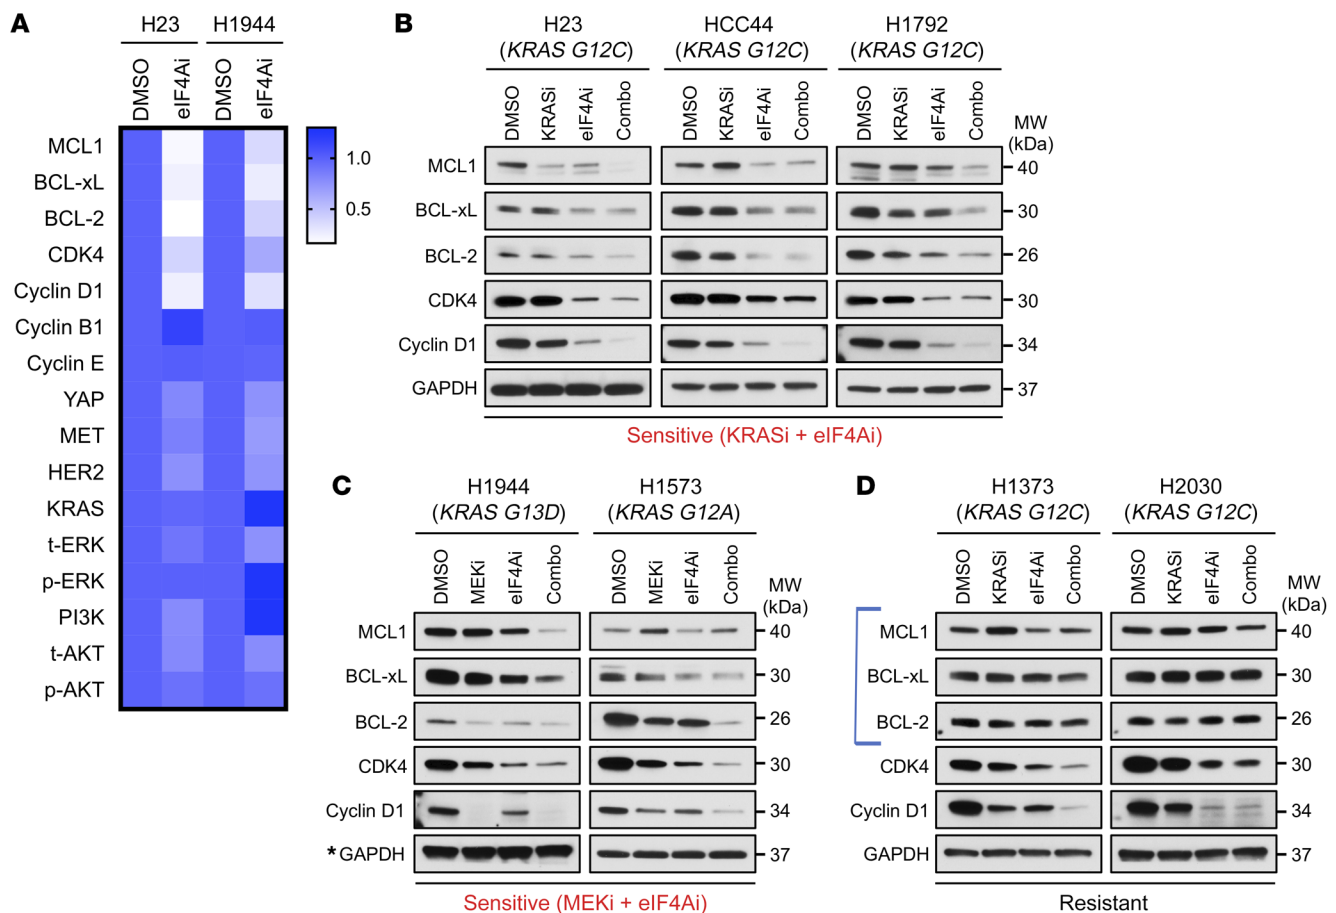 A
H23 H1944
DMSO eIF4Ai DMSO eIF4Ai
MCL1
BCL-xL
BCL-2
CDK4
Cyclin D1
Cyclin B1
Cyclin E
YAP
MET
HER2
KRAS
t-ERK
p-ERK
PI3K
t-AKT
p-AKT
1.0
0.5
B
H23 HCC44 H1792
(KRAS G12C) (KRAS G12C) (KRAS G12C)
DMSO KRASi eIF4Ai Combo DMSO KRASi eIF4Ai Combo DMSO KRASi eIF4Ai Combo
MW
(kDa)
MCL1 40
BCL-xL 30
BCL-2 26
CDK4 30
Cyclin D1 34
GAPDH 37
Sensitive (KRASi + eIF4Ai)
C
H1944 H1573
(KRAS G13D) (KRAS G12A)
DMSO MEKi eIF4Ai Combo DMSO MEKi eIF4Ai Combo
MW
(kDa)
MCL1 40
BCL-xL 30
BCL-2 26
CDK4 30
Cyclin D1 34
*GAPDH 37
Sensitive (MEKi + eIF4Ai)
D
H1373 H2030
(KRAS G12C) (KRAS G12C)
DMSO KRASi eIF4Ai Combo DMSO KRASi eIF4Ai Combo
MW
(kDa)
MCL1 40
BCL-xL 30
BCL-2 26
CDK4 30
Cyclin D1 34
GAPDH 37
Resistant